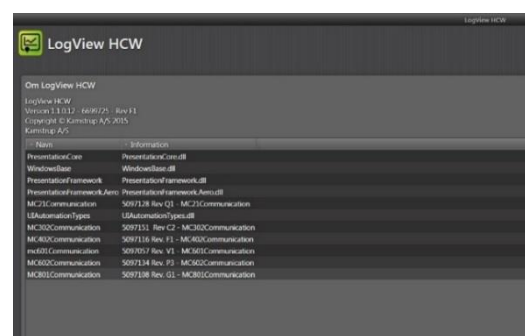 LogView HCW
LogView HCW
Om LogView HCW
LogView HCW
Version 1.1.0.12 - 6699725 - Rev F1
Copyright © Kamstrup A/S 2015
Kamstrup A/S
Navn Information
PresentationCore PresentationCore.dll
WindowsBase WindowsBase.dll
PresentationFramework PresentationFramework.dll
PresentationFramework.Aero PresentationFramework.Aero.dll
MC21Communication 5097128 Rev Q1 - MC21Communication
UIAutomationTypes UIAutomationTypes.dll
MC302Communication 5097151 Rev C2 - MC302Communication
MC402Communication 5097116 Rev. F1 - MC402Communication
mc601Communication 5097057 Rev. V1 - MC601Communication
MC602Communication 5097134 Rev. P3 - MC602Communication
MC801Communication 5097108 Rev. G1 - MC801Communication